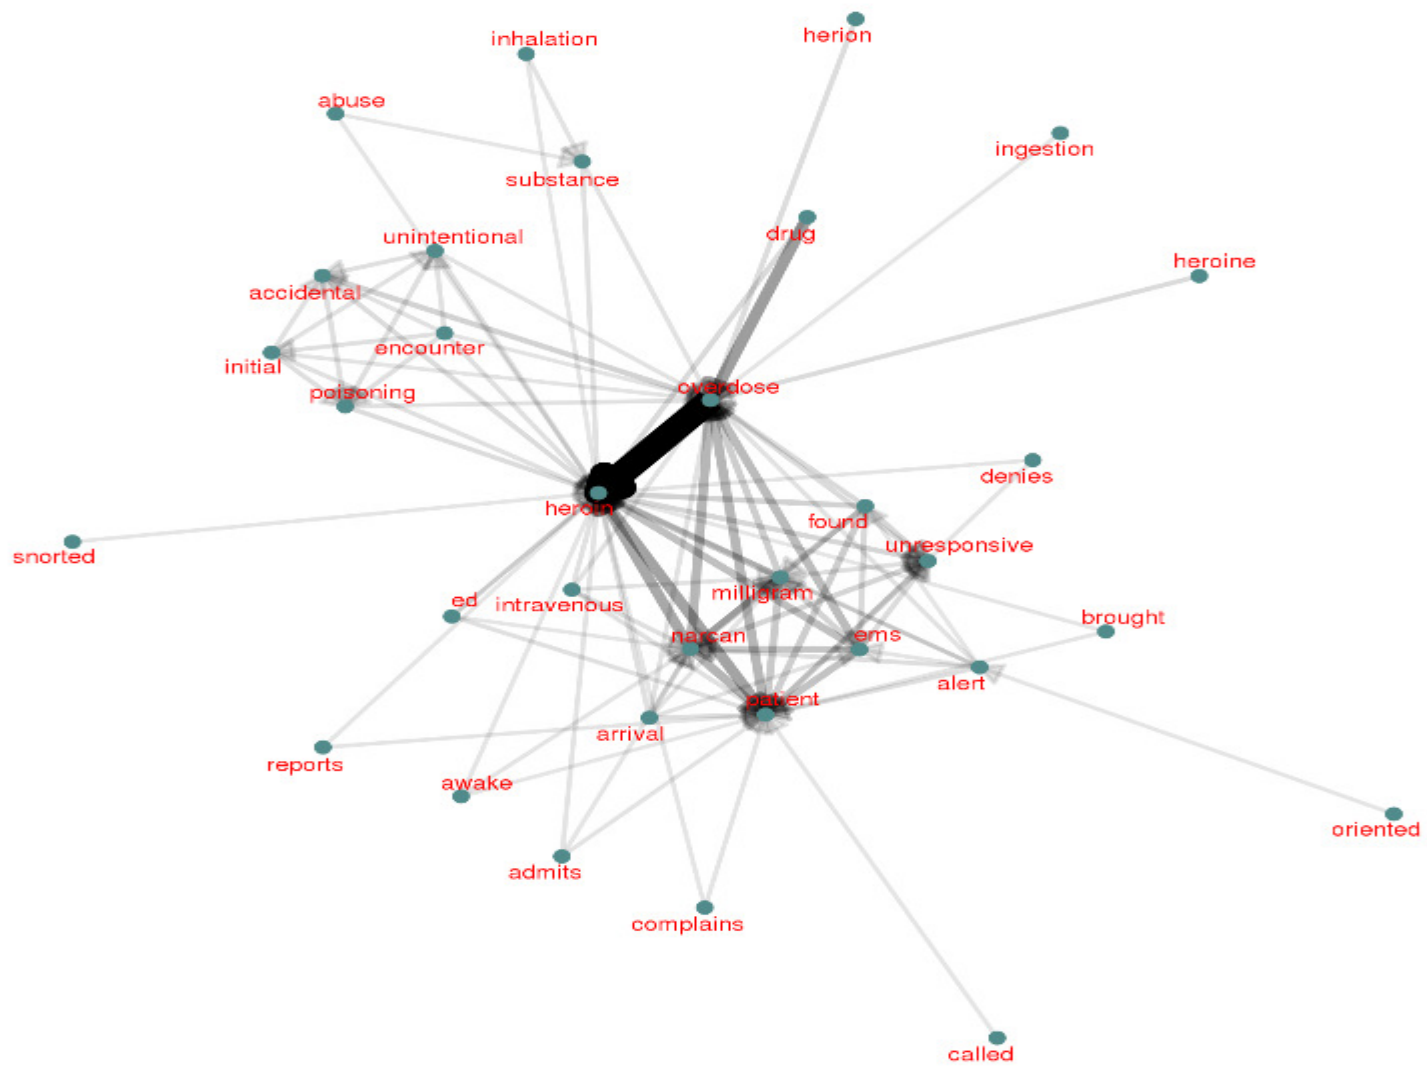 herion
inhalation
abuse
ingestion
substance
drug
unintentional
heroine
accidental
encounter
initial
overdose
poisoning
denies
heroin
found
unresponsive
snorted
milligram
ed
intravenous
brought
narcan
ems
alert
patient
arrival
reports
awake
oriented
admits
complains
called